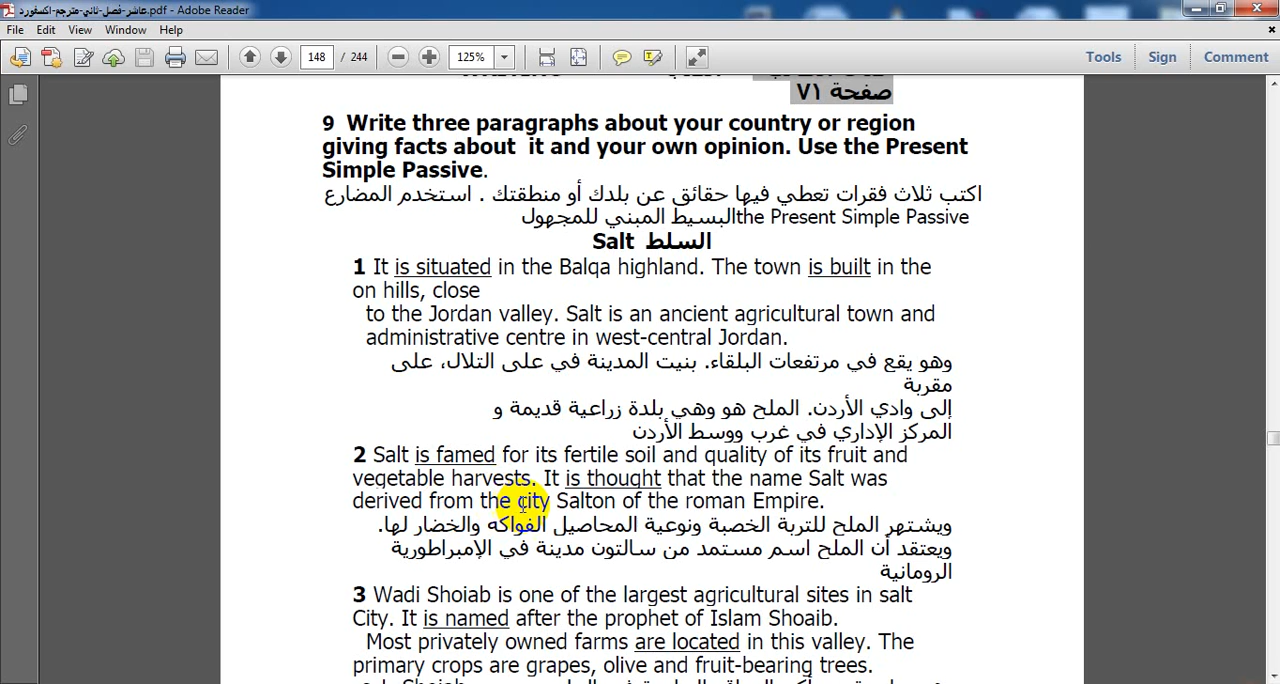 عاشر-فصل-ثاني-مترجم-اكسفورد.pdf - Adobe Reader
File Edit View Window Help
148 / 244 125% Tools Sign Comment
صفحة ٧١
9 Write three paragraphs about your country or region
giving facts about it and your own opinion. Use the Present
Simple Passive.
اكتب ثلاث فقرات تعطي فيها حقائق عن بلدك أو منطقتك . استخدم المضارع
البسيط المبني للمجهولthe Present Simple Passive
Salt السلط
1 It is situated in the Balqa highland. The town is built in the
on hills, close
to the Jordan valley. Salt is an ancient agricultural town and
administrative centre in west-central Jordan.
وهو يقع في مرتفعات البلقاء. بنيت المدينة في على التلال، على
مقربة
إلى وادي الأردن. الملح هو وهي بلدة زراعية قديمة و
المركز الإداري في غرب ووسط الأردن
2 Salt is famed for its fertile soil and quality of its fruit and
vegetable harvests. It is thought that the name Salt was
derived from the city Salton of the roman Empire.
ويشتهر الملح للتربة الخصبة ونوعية المحاصيل الفواكه والخضار لها.
ويعتقد أن الملح اسم مستمد من سالتون مدينة في الإمبراطورية
الرومانية
3 Wadi Shoiab is one of the largest agricultural sites in salt
City. It is named after the prophet of Islam Shoaib.
Most privately owned farms are located in this valley. The
primary crops are grapes, olive and fruit-bearing trees.